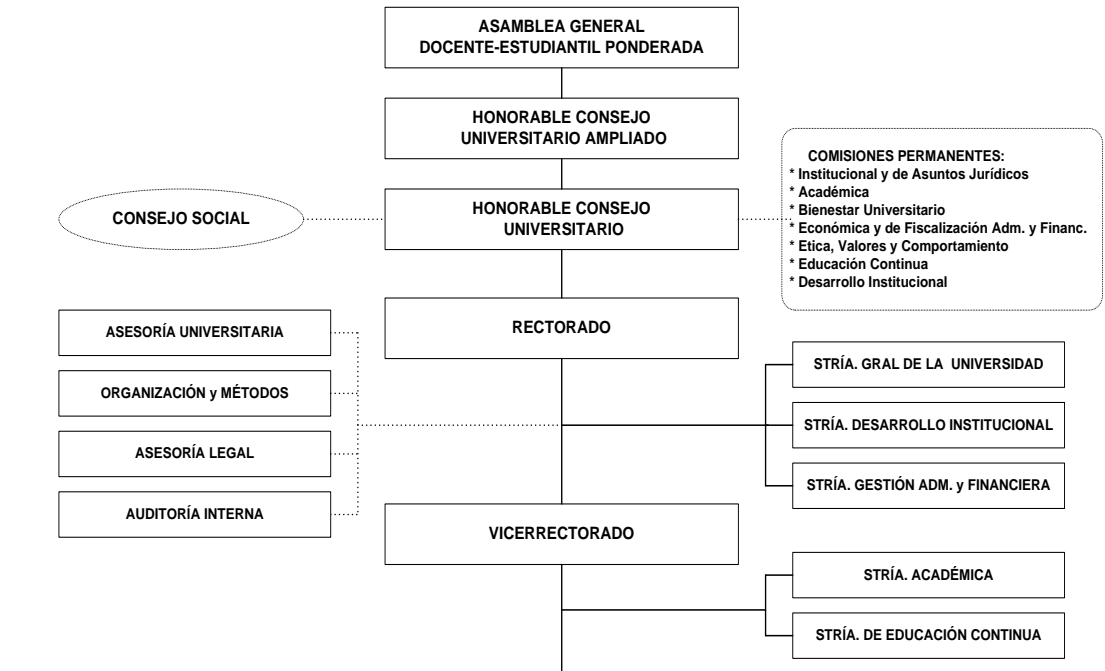 ASAMBLEA GENERAL
DOCENTE-ESTUDIANTIL PONDERADA
HONORABLE CONSEJO
UNIVERSITARIO AMPLIADO
COMISIONES PERMANENTES:
* Institucional y de Asuntos Jurídicos
* Académica
* Bienestar Universitario
* Económica y de Fiscalización Adm. y Financ.
* Etica, Valores y Comportamiento
* Educación Continua
* Desarrollo Institucional
CONSEJO SOCIAL
HONORABLE CONSEJO
UNIVERSITARIO
RECTORADO
ASESORÍA UNIVERSITARIA
ORGANIZACIÓN y MÉTODOS
ASESORÍA LEGAL
AUDITORÍA INTERNA
STRÍA. GRAL DE LA UNIVERSIDAD
STRÍA. DESARROLLO INSTITUCIONAL
STRÍA. GESTIÓN ADM. y FINANCIERA
VICERRECTORADO
STRÍA. ACADÉMICA
STRÍA. DE EDUCACIÓN CONTINUA